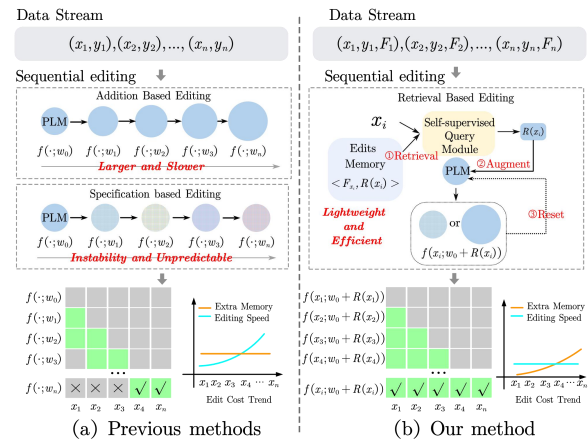 Data Stream
(x₁,y₁),(x₂,y₂),..., (xₙ,yₙ)
Sequential editing
Addition Based Editing
PLM
f(·;w₀) f(·;w₁) f(·;w₂) f(·;w₃) f(·;wₙ)
Larger and Slower
Specification based Editing
PLM
f(·;w₀) f(·;w₁) f(·;w₂) f(·;w₃) f(·;wₙ)
Instability and Unpredictable
f(·;w₀)
f(·;w₁)
f(·;w₂)
f(·;w₃)
...
f(·;wₙ) × × × √ √
x₁ x₂ x₃ x₄ xₙ
Extra Memory
Editing Speed
x₁ x₂ x₃ x₄ ... xₙ
Edit Cost Trend
(a) Previous methods
Data Stream
(x₁,y₁,F₁),(x₂,y₂,F₂),..., (xₙ,yₙ,Fₙ)
Sequential editing
Retrieval Based Editing
xᵢ
Self-supervised
Query
Module
R(xᵢ)
Edits
Memory
< Fₓᵢ, R(xᵢ) >
①Retrieval
②Augment
PLM
③Reset
Lightweight
and
Efficient
or
f(xᵢ;w₀ + R(xᵢ))
f(x₁;w₀ + R(x₁))
f(x₂;w₀ + R(x₂))
f(x₃;w₀ + R(x₃))
f(x₄;w₀ + R(x₄))
...
f(xᵢ;w₀ + R(xᵢ)) √ √ √ √ √
x₁ x₂ x₃ x₄ xₙ
Extra Memory
Editing Speed
x₁ x₂ x₃ x₄ ... xₙ
Edit Cost Trend
(b) Our method